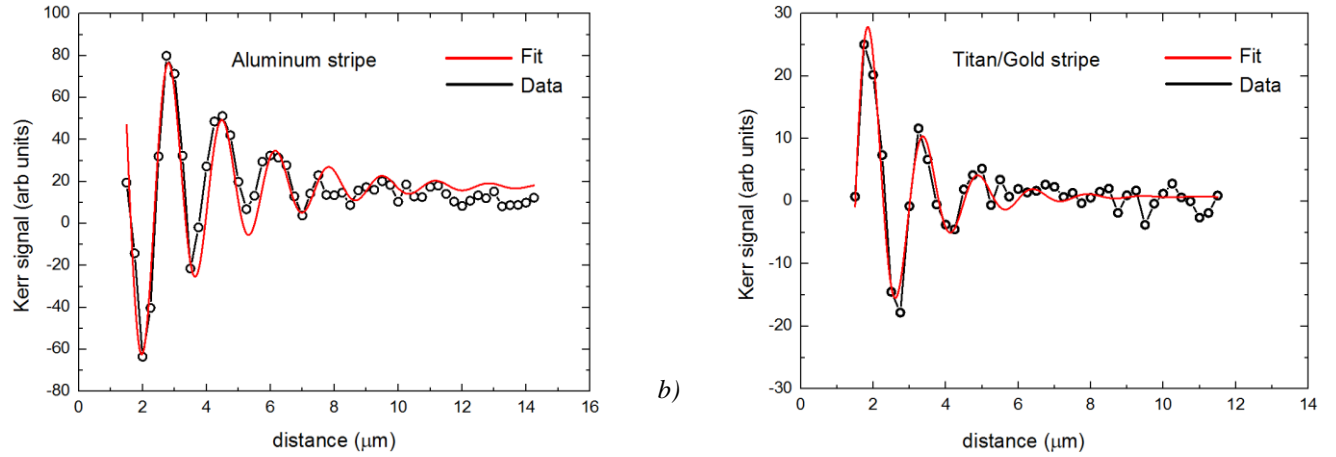 100
80
60
40
20
0
-20
-40
-60
-80
0 2 4 6 8 10 12 14 16
Kerr signal (arb units)
distance (μm)
Aluminum stripe
Fit
Data
b)
30
20
10
0
-10
-20
-30
0 2 4 6 8 10 12 14
Kerr signal (arb units)
distance (μm)
Titan/Gold stripe
Fit
Data